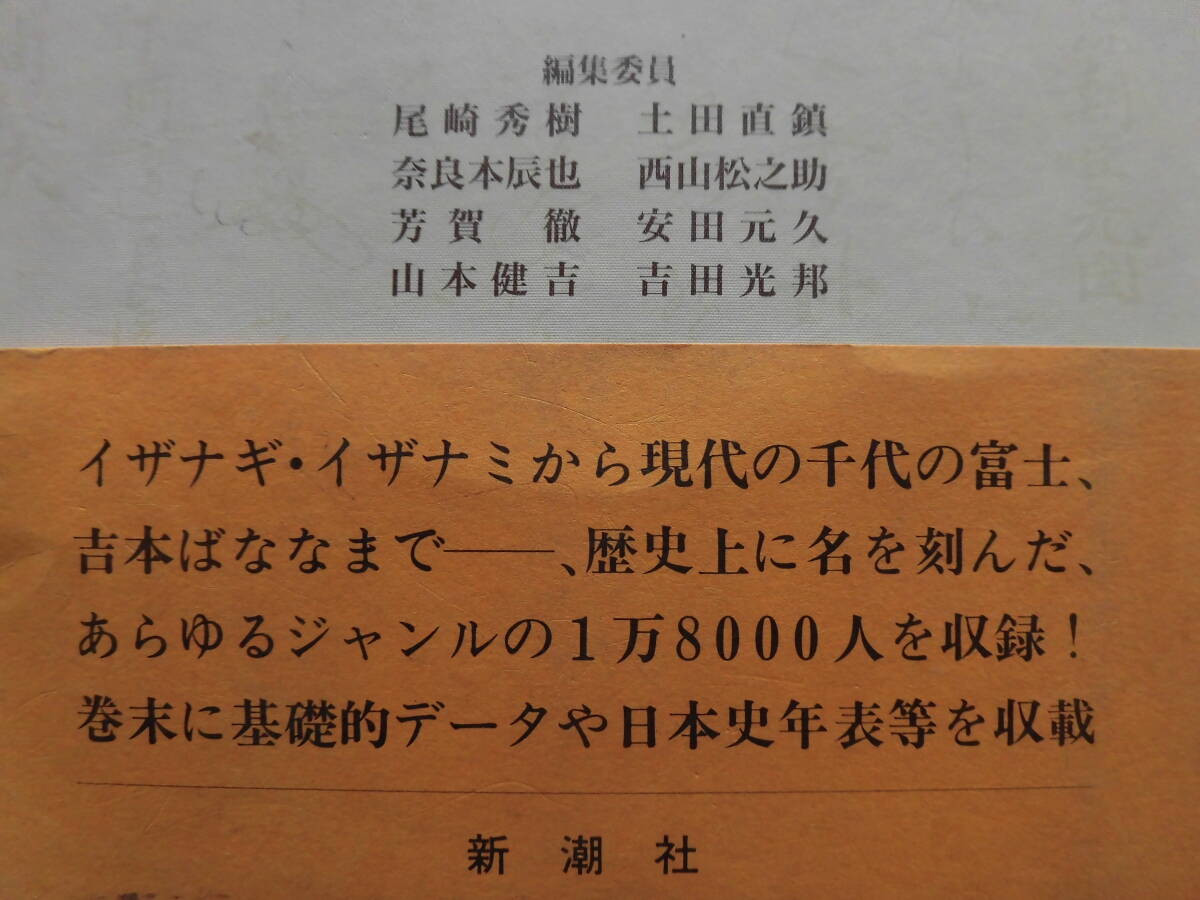 編集委員
尾崎秀樹　土田直鎮
奈良本辰也　西山松之助
芳賀　徹　安田元久
山本健吉　吉田光邦
イザナギ・イザナミから現代の千代の富士、
吉本ばななまで──、歴史上に名を刻んだ、
あらゆるジャンルの1万8000人を収録！
巻末に基礎的データや日本史年表等を収載
新潮社